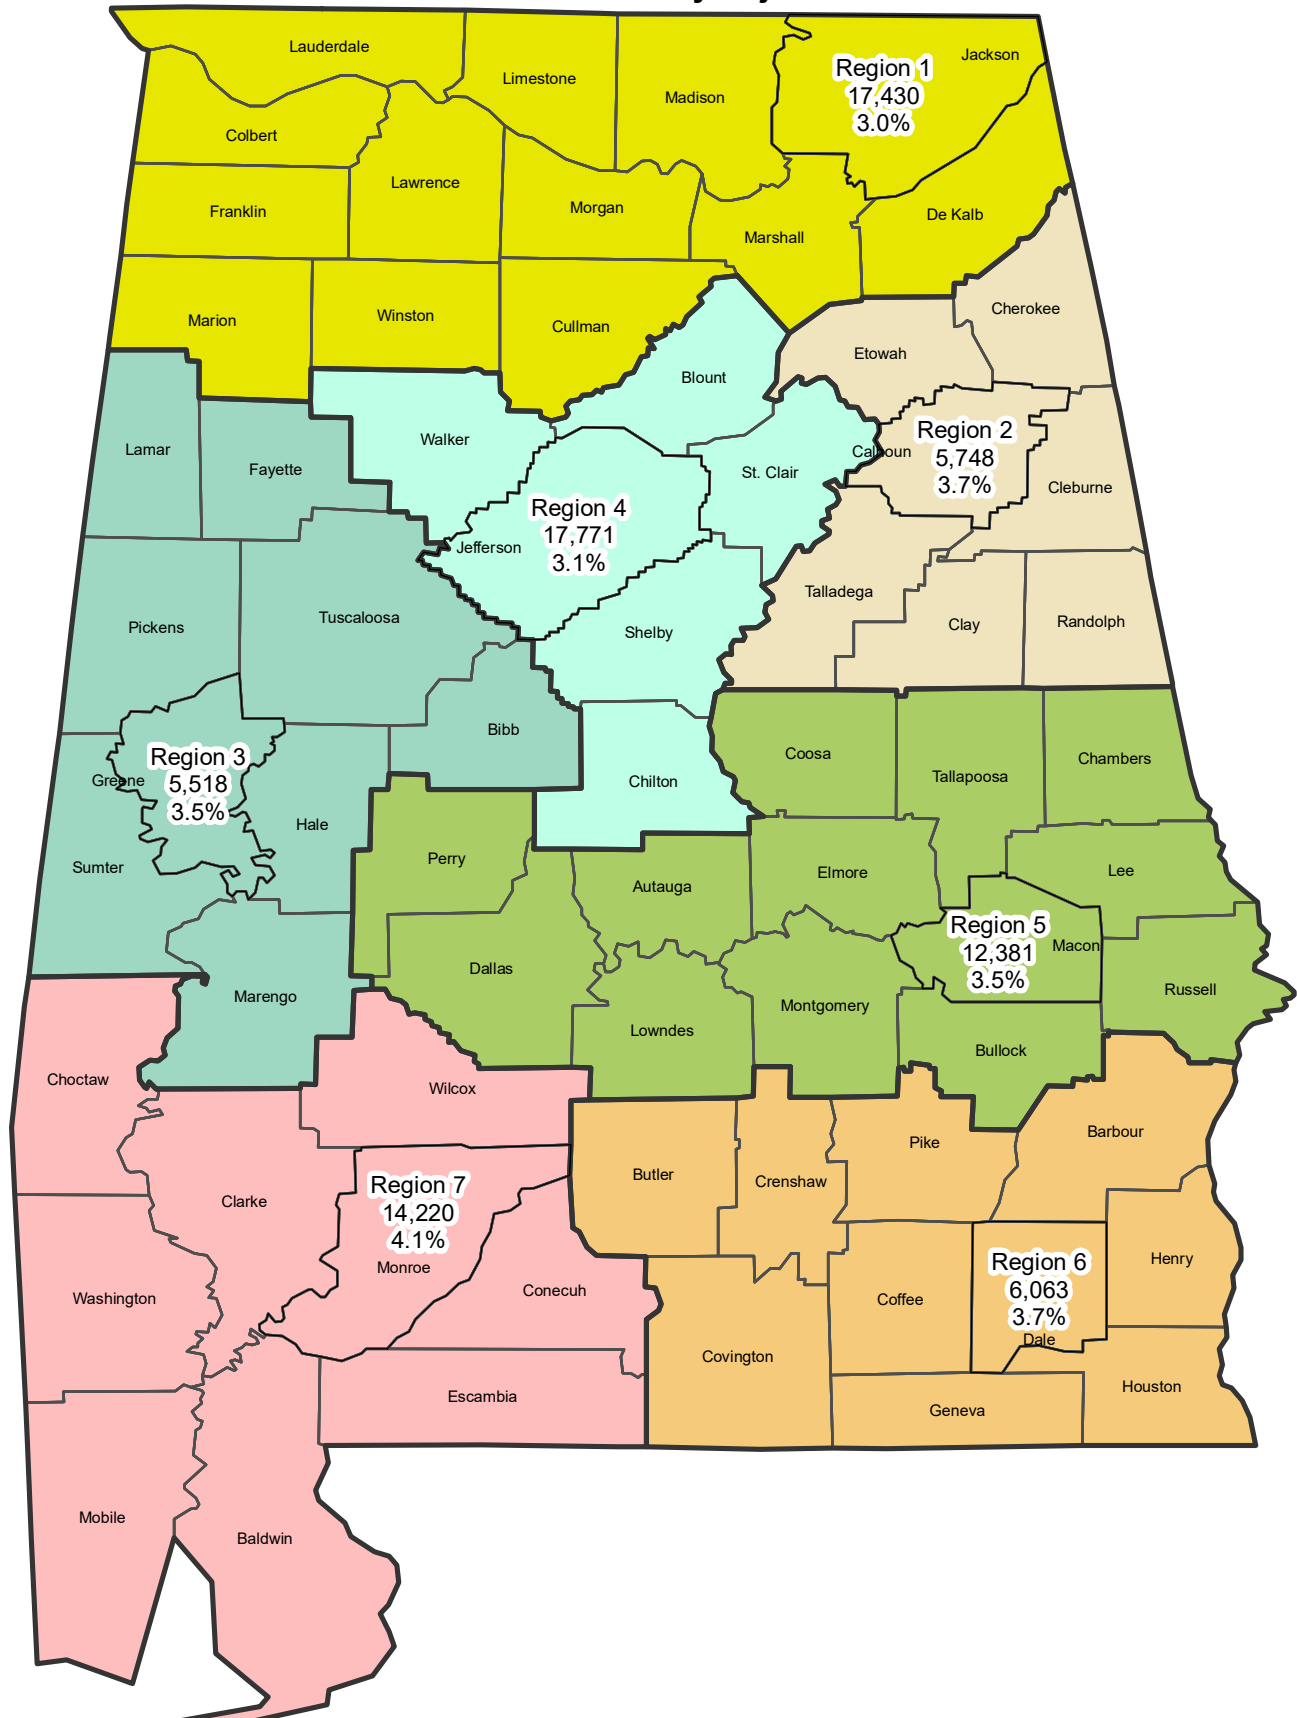 Lauderdale
Limestone
Madison
Jackson
Region 1
17,430
3.0%
Colbert
Lawrence
Franklin
Morgan
Marshall
De Kalb
Marion
Winston
Cullman
Cherokee
Etowah
Blount
Walker
Lamar
Fayette
St. Clair
Calhoun
Region 2
5,748
3.7%
Cleburne
Region 4
17,771
3.1%
Jefferson
Talladega
Pickens
Tuscaloosa
Shelby
Clay
Randolph
Bibb
Region 3
5,518
3.5%
Greene
Chilton
Coosa
Tallapoosa
Chambers
Hale
Sumter
Perry
Autauga
Elmore
Lee
Region 5
12,381
3.5%
Macon
Dallas
Marengo
Lowndes
Montgomery
Russell
Bullock
Choctaw
Wilcox
Pike
Barbour
Butler
Crenshaw
Clarke
Region 7
14,220
4.1%
Monroe
Washington
Conecuh
Coffee
Region 6
6,063
3.7%
Dale
Henry
Covington
Escambia
Geneva
Houston
Mobile
Baldwin